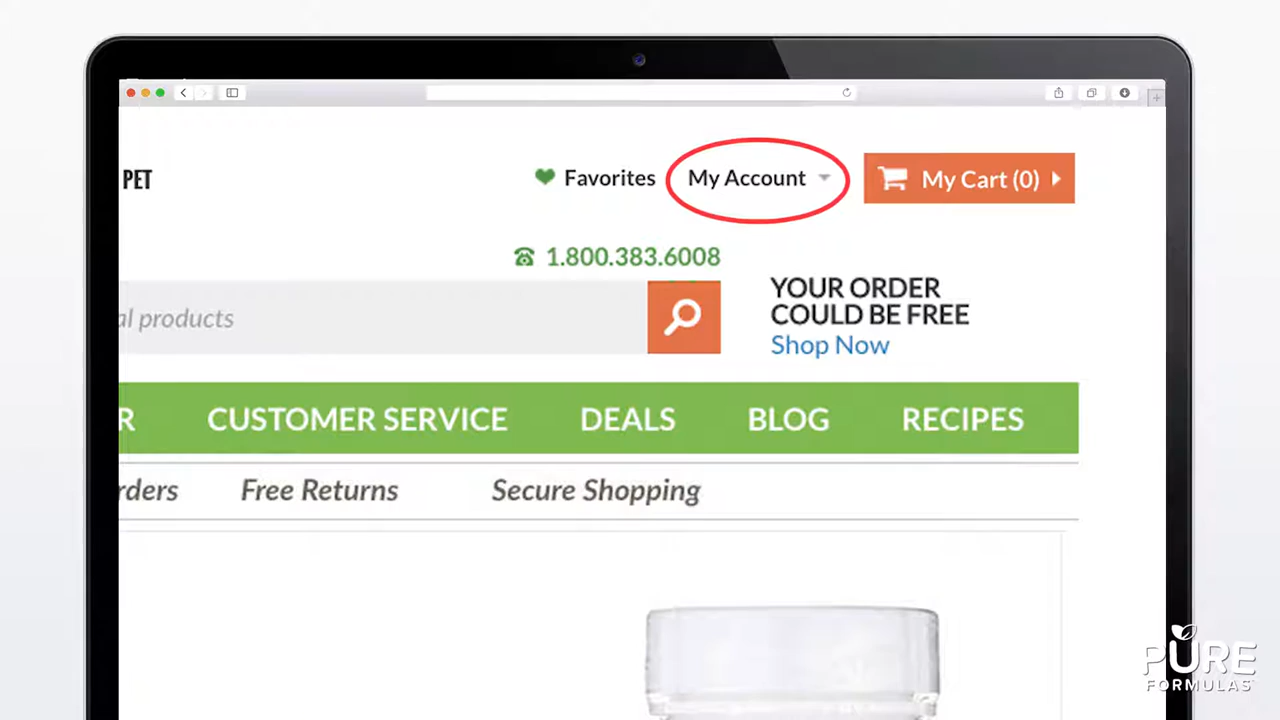 PET
Favorites
My Account
My Cart (0)
1.800.383.6008
al products
YOUR ORDER
COULD BE FREE
Shop Now
R
CUSTOMER SERVICE
DEALS
BLOG
RECIPES
rders
Free Returns
Secure Shopping
PURE
FORMULAS